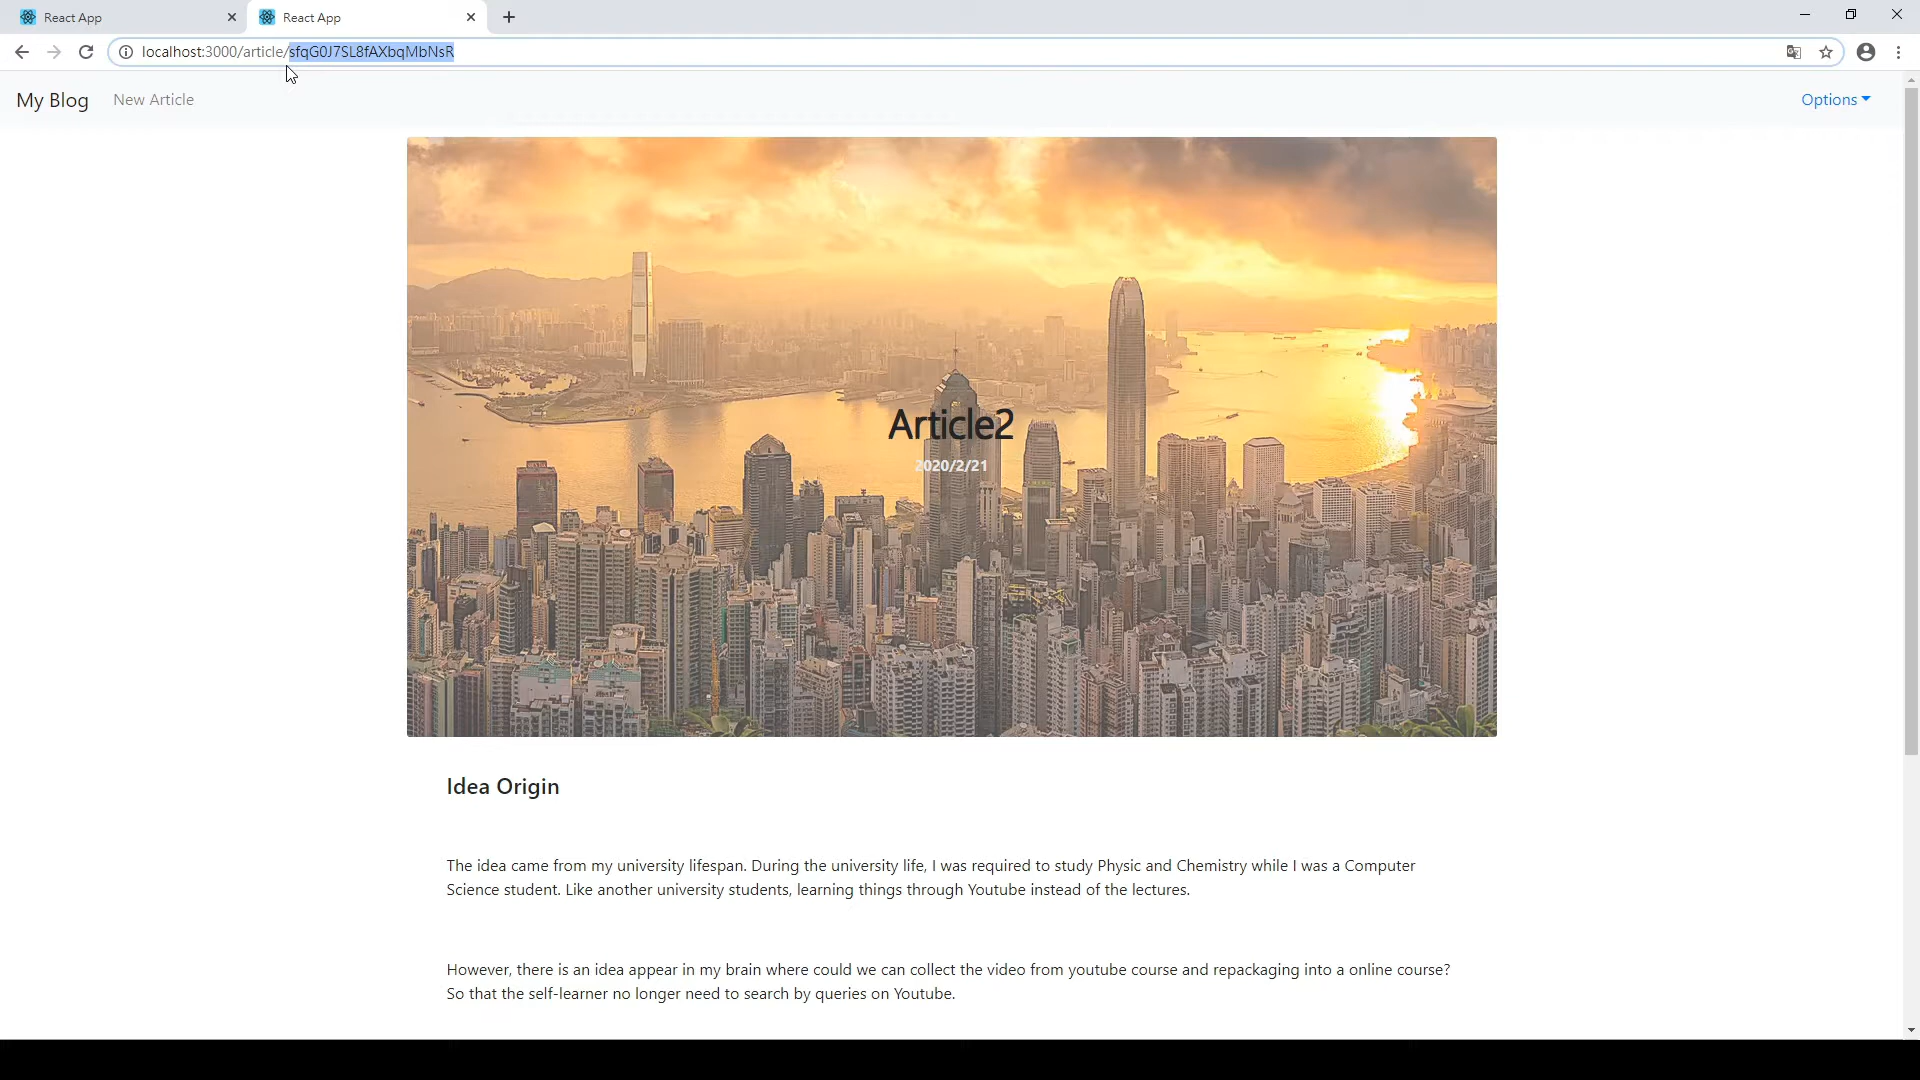 React App
React App
localhost:3000/article/sfqG0J7SL8fAXbqMbNsR
My Blog
New Article
Options
Article2
2020/2/21
Idea Origin
The idea came from my university lifespan. During the university life, I was required to study Physic and Chemistry while I was a Computer
Science student. Like another university students, learning things through Youtube instead of the lectures.
However, there is an idea appear in my brain where could we can collect the video from youtube course and repackaging into a online course?
So that the self-learner no longer need to search by queries on Youtube.